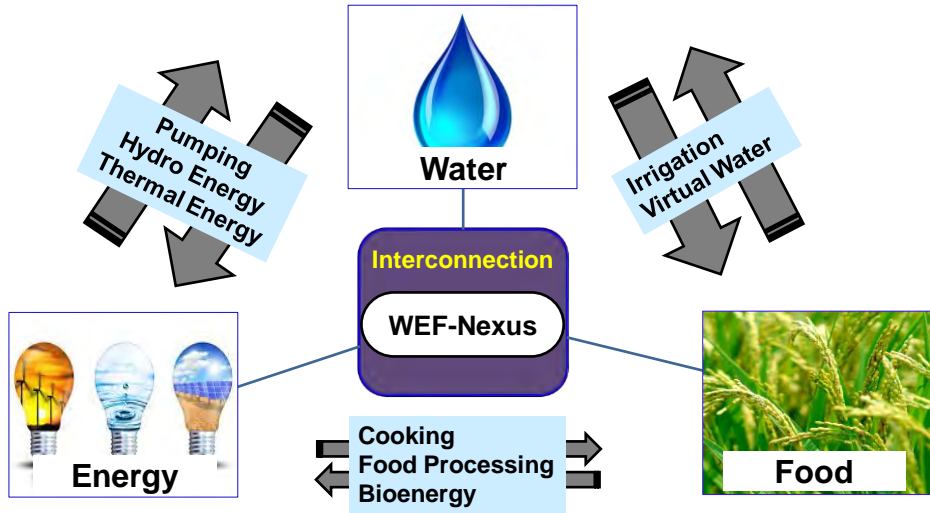 Water
Pumping
Hydro Energy
Thermal Energy
Irrigation
Virtual Water
Interconnection
WEF-Nexus
Energy
Cooking
Food Processing
Bioenergy
Food